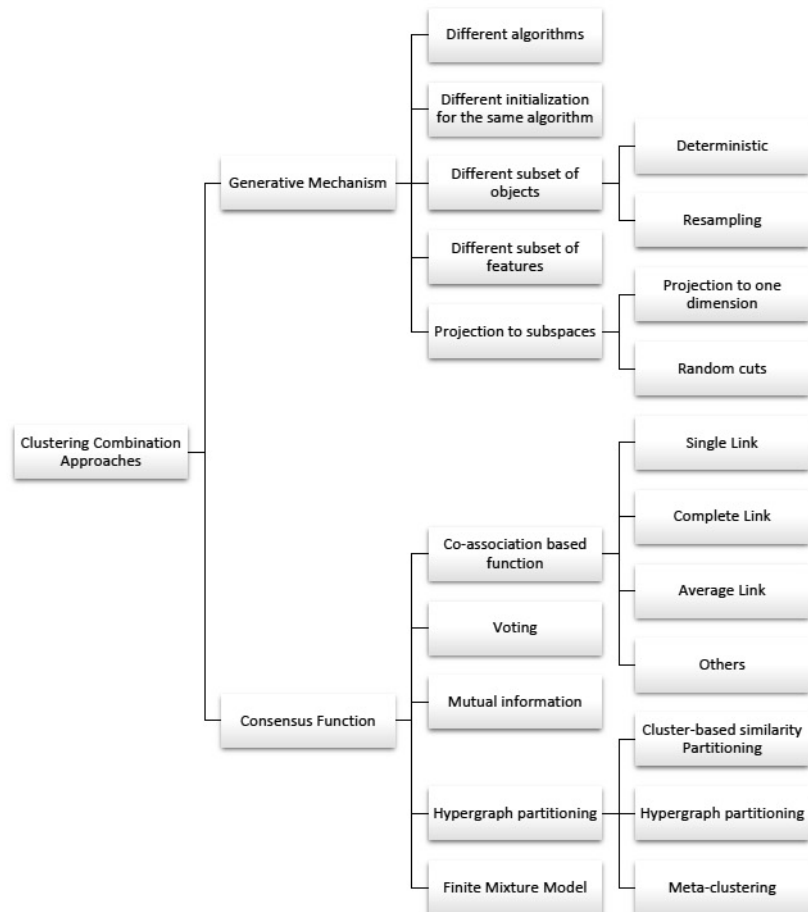 Clustering Combination
Approaches
Generative Mechanism
Different algorithms
Different initialization
for the same algorithm
Different subset of
objects
Deterministic
Resampling
Different subset of
features
Projection to subspaces
Projection to one
dimension
Random cuts
Consensus Function
Co-association based
function
Single Link
Complete Link
Average Link
Others
Voting
Mutual information
Hypergraph partitioning
Cluster-based similarity
Partitioning
Hypergraph partitioning
Meta-clustering
Finite Mixture Model